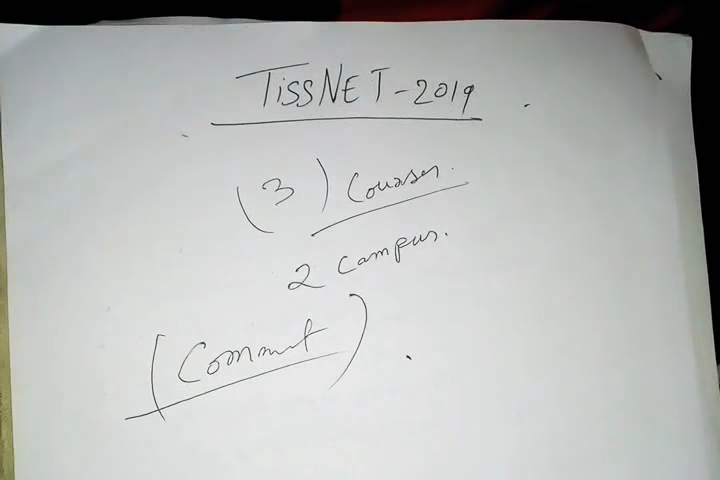 TissNET-2019
(3) Courses.
2 Campus.
(Comment).